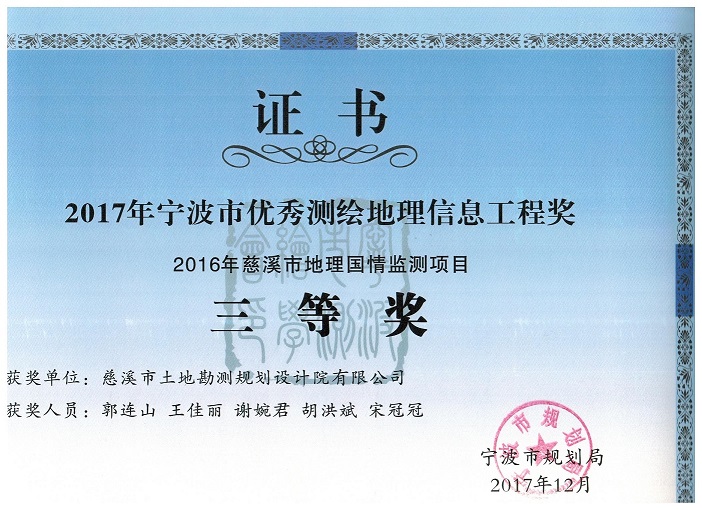 证书
2017年宁波市优秀测绘地理信息工程奖
2016年慈溪市地理国情监测项目
三等奖
获奖单位：慈溪市土地勘测规划设计院有限公司
获奖人员：郭连山 王佳丽 谢婉君 胡洪斌 宋冠冠
宁波市规划局
宁波市规划局
2017年12月